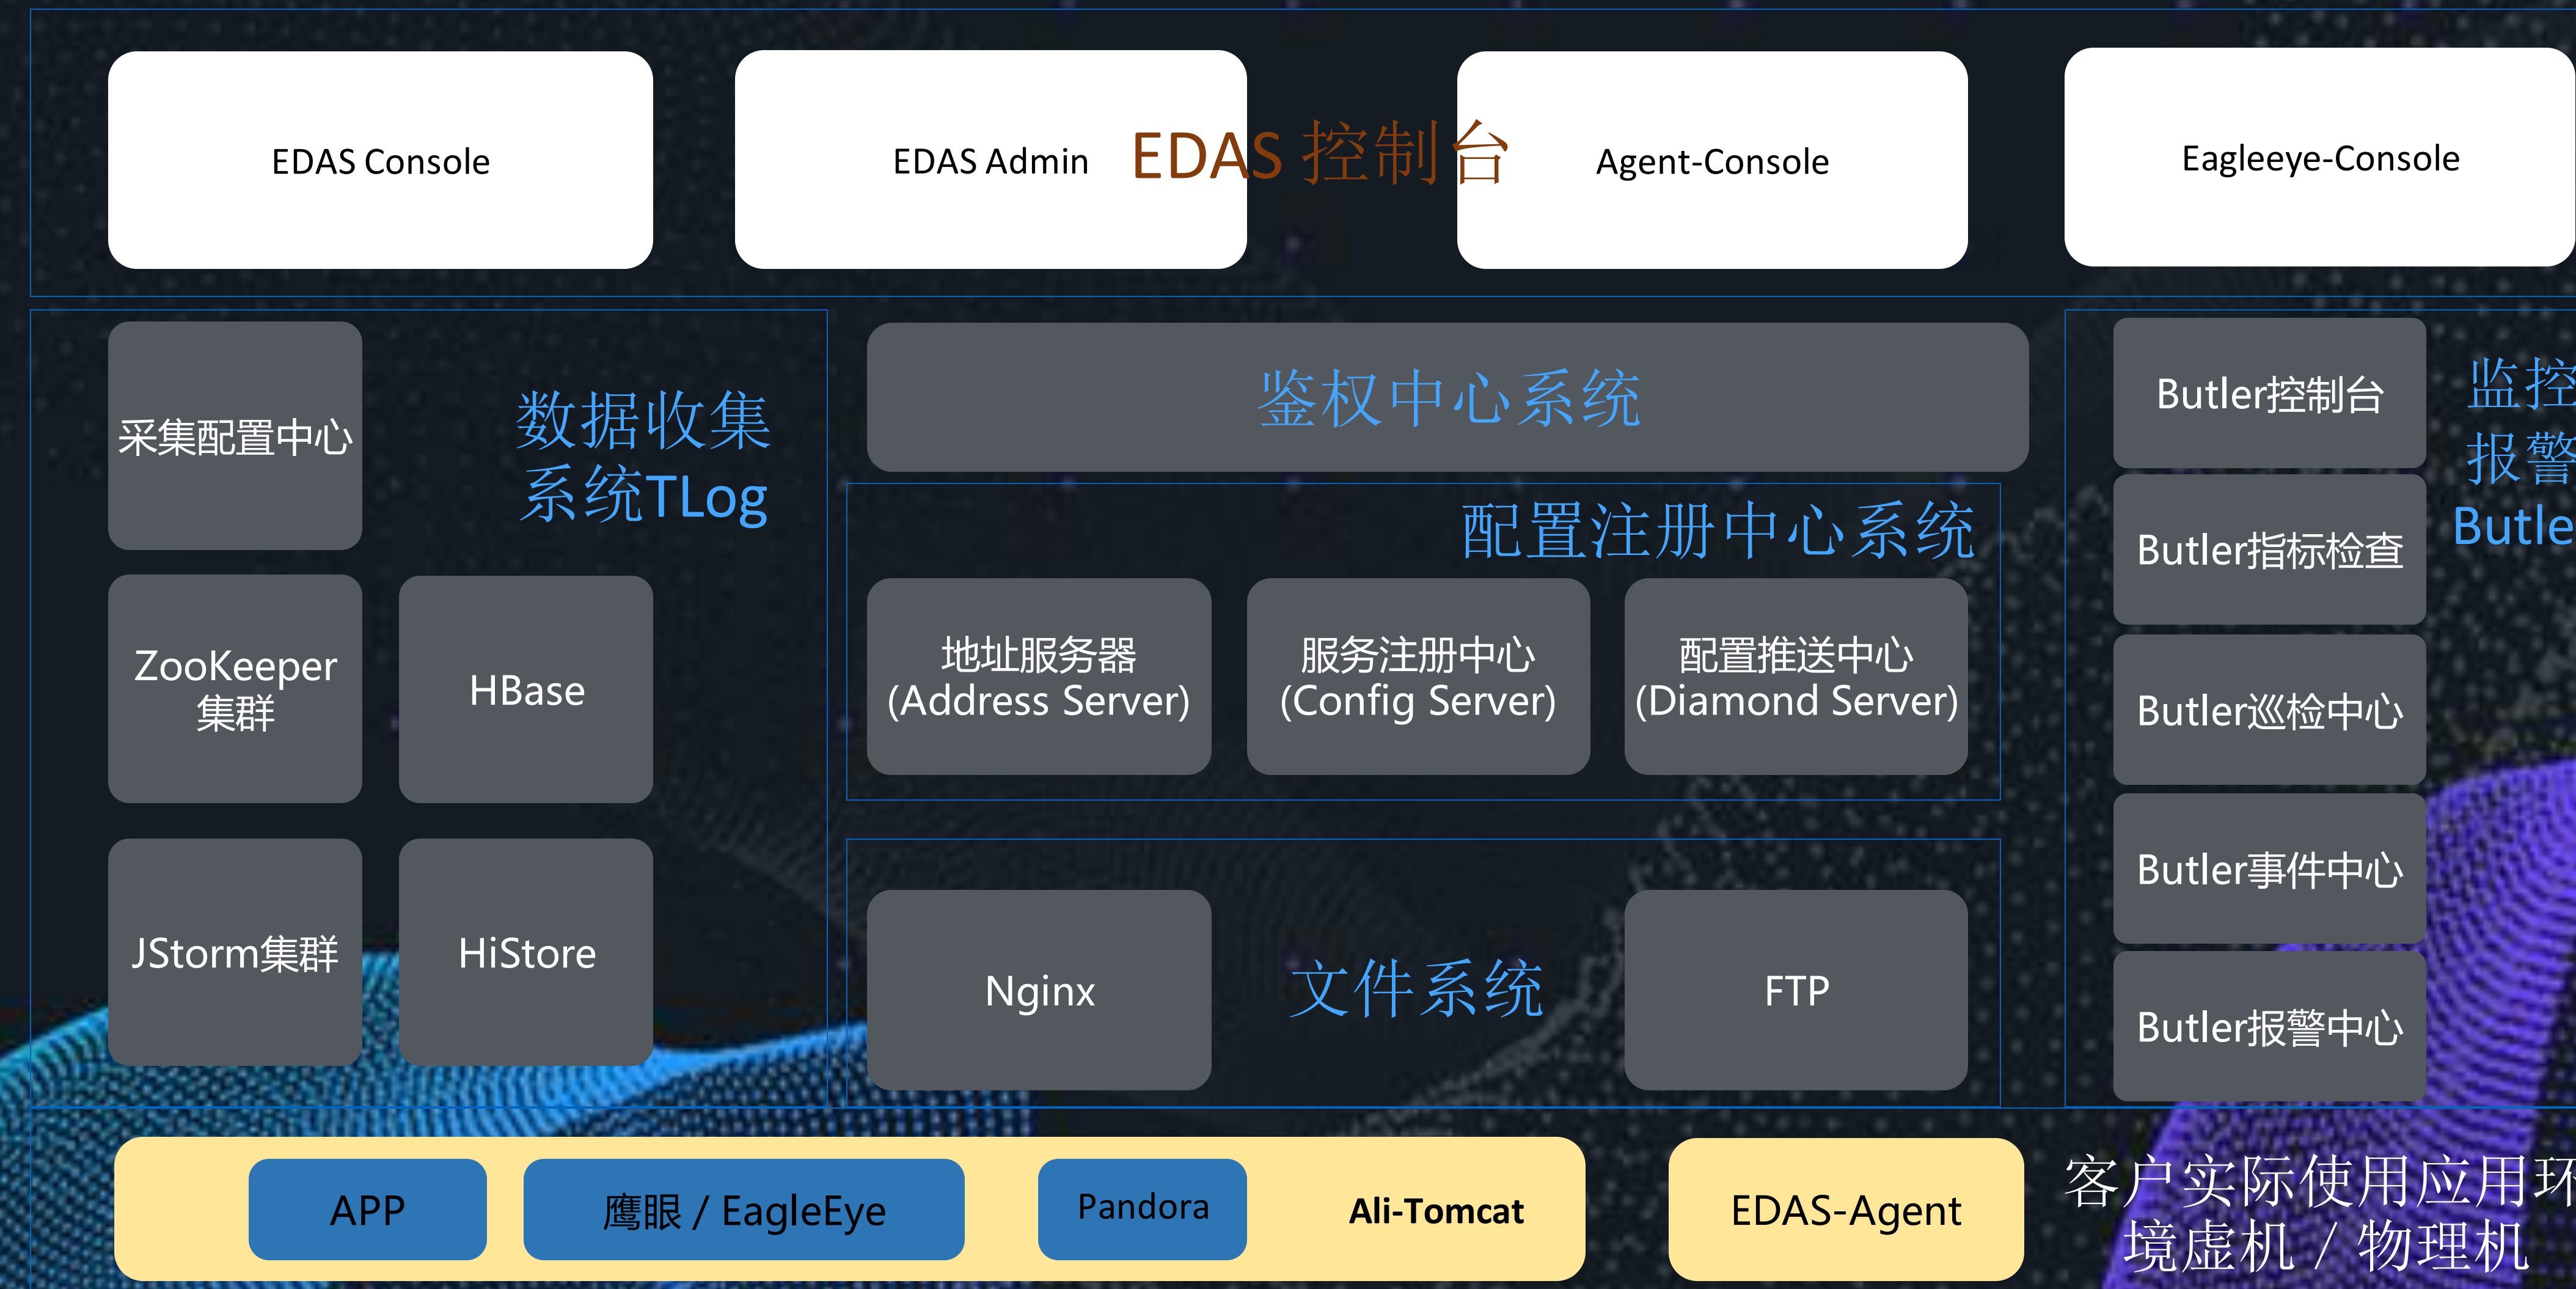 EDAS Console
EDAS Admin
EDAS 控制台
Agent-Console
Eagleeye-Console
采集配置中心
数据收集
系统TLog
ZooKeeper
集群
HBase
JStorm集群
HiStore
鉴权中心系统
配置注册中心系统
地址服务器
(Address Server)
服务注册中心
(Config Server)
配置推送中心
(Diamond Server)
Nginx
文件系统
FTP
Butler控制台
Butler指标检查
Butler巡检中心
Butler事件中心
Butler报警中心
监控
报警
Butle
APP
鹰眼 / EagleEye
Pandora
Ali-Tomcat
EDAS-Agent
客户实际使用应用环
境虚机 / 物理机